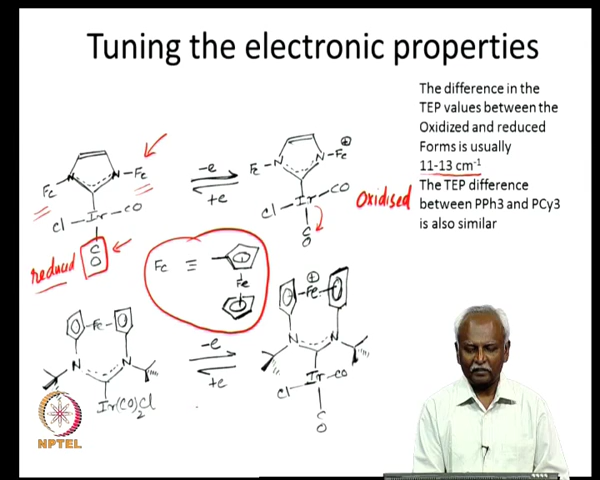 Tuning the electronic properties
The difference in the
TEP values between the
Oxidized and reduced
Forms is usually
11-13 cm-1
The TEP difference
between PPh3 and PCy3
is also similar
-e
+e
N
N-Fc
Fc
Cl-Ir-CO
C
O
reduced
Fc-N
N-Fc
⊕
Cl-Ir-CO
C
O
Oxidised
Fc ≡
Fe
-Fe-
N
N
Ir(CO)2Cl
-e
+e
⊕
-Fe-
N
N
Cl-Ir-CO
C
O
NPTEL